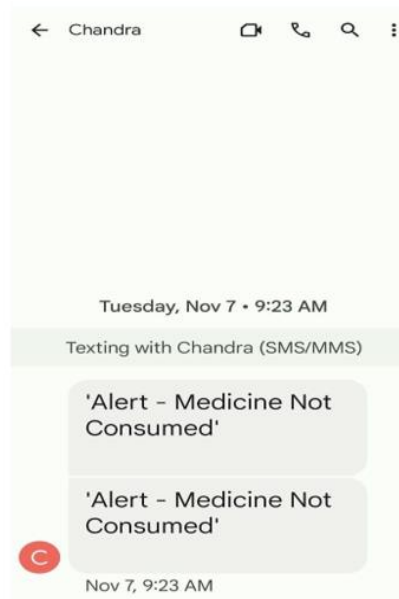 Chandra
Tuesday, Nov 7 • 9:23 AM
Texting with Chandra (SMS/MMS)
'Alert - Medicine Not
Consumed'
'Alert - Medicine Not
Consumed'
C
Nov 7, 9:23 AM